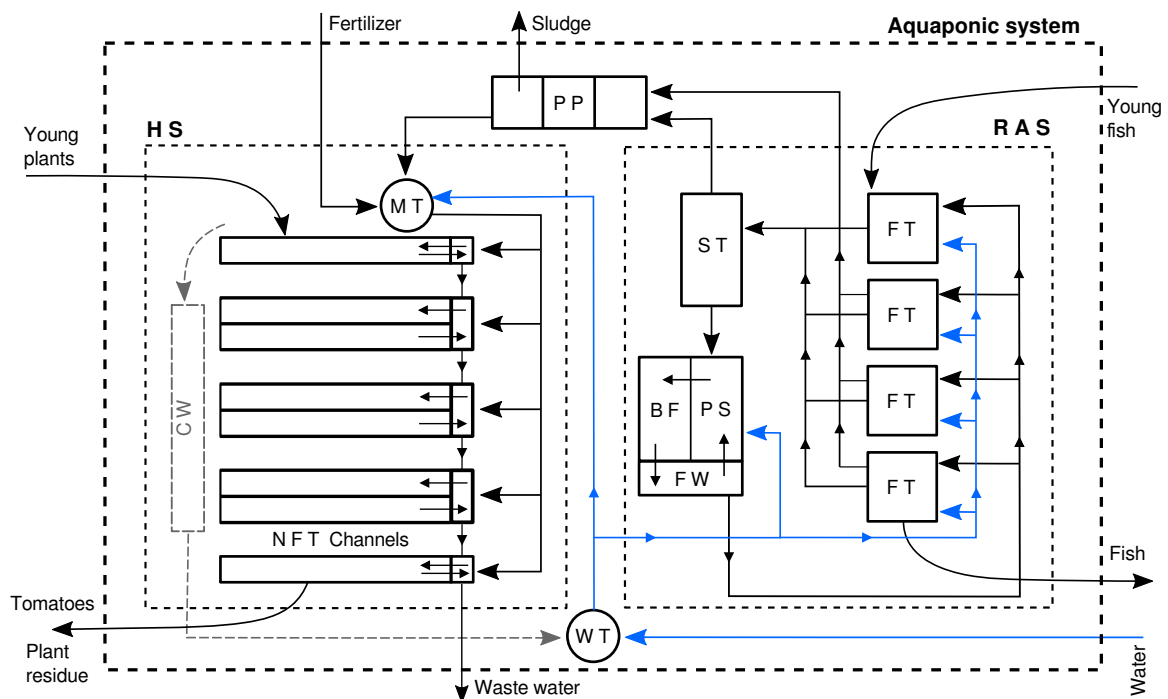 Fertilizer
Sludge
Aquaponic system
P P
Young
fish
H S
R A S
Young
plants
M T
S T
F T
F T
F T
F T
B F
P S
F W
C W
N F T Channels
Fish
Tomatoes
Plant
residue
W T
Waste water
Water